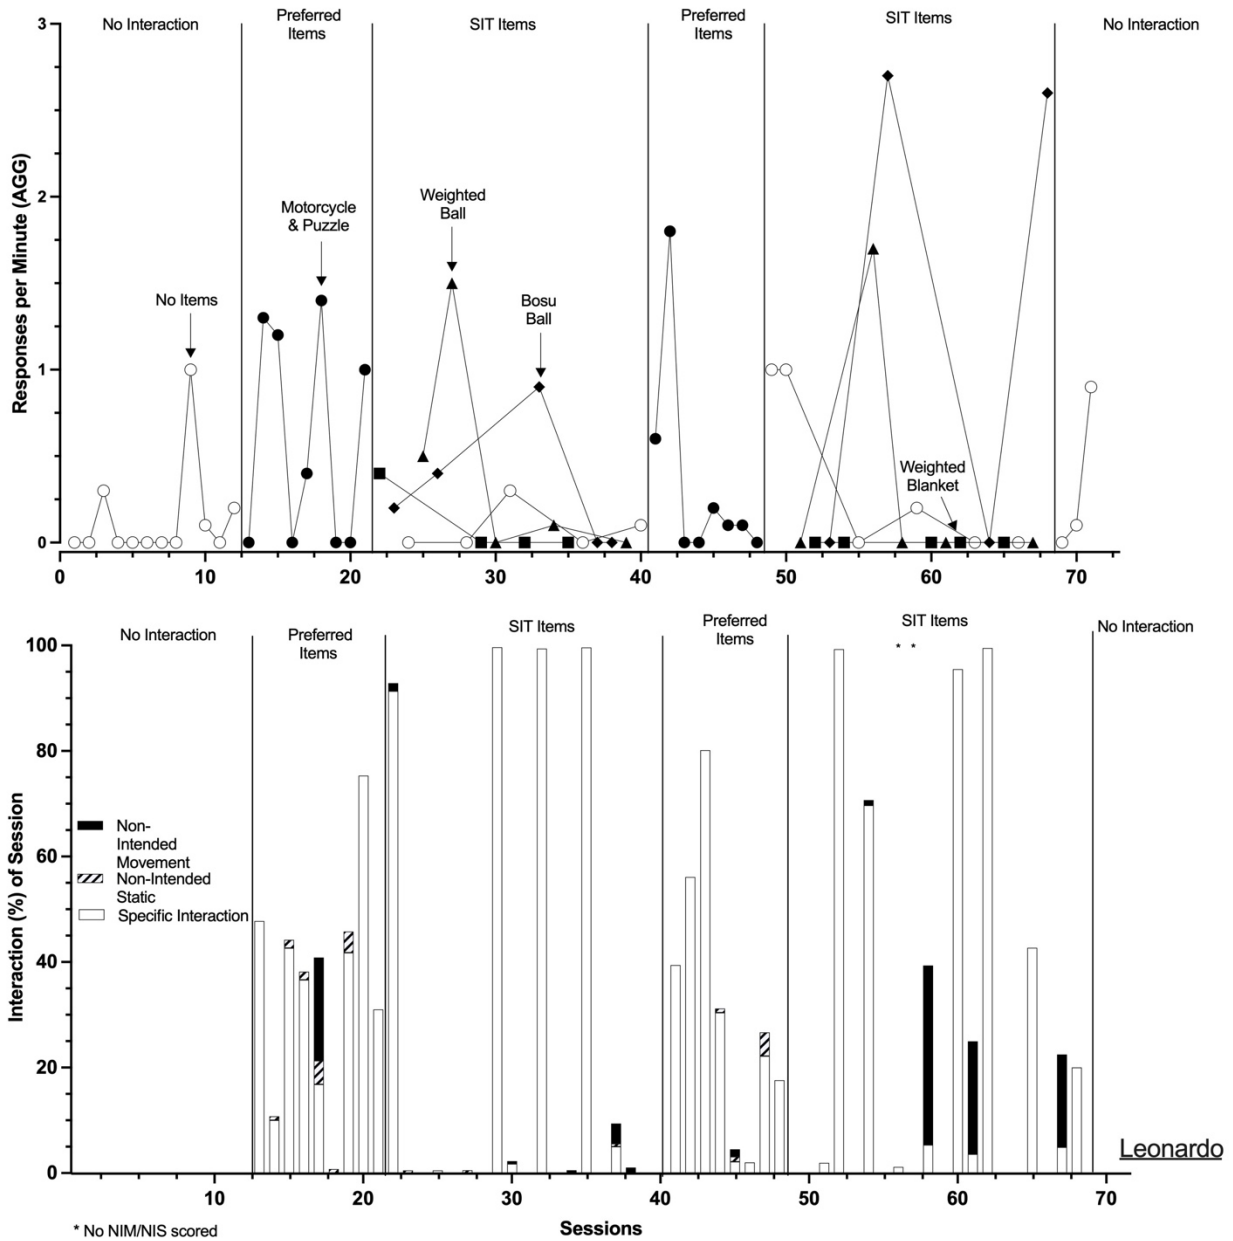 No Interaction
Preferred
Items
SIT Items
Preferred
Items
SIT Items
No Interaction
3
2
1
0
Responses per Minute (AGG)
No Items
Motorcycle
& Puzzle
Weighted
Ball
Bosu
Ball
Weighted
Blanket
0 10 20 30 40 50 60 70
No Interaction
Preferred
Items
SIT Items
Preferred
Items
SIT Items
No Interaction
* *
100
80
60
40
20
0
Interaction (%) of Session
Non-
Intended
Movement
Non-Intended
Static
Specific Interaction
Leonardo
10 20 30 40 50 60 70
* No NIM/NIS scored
Sessions